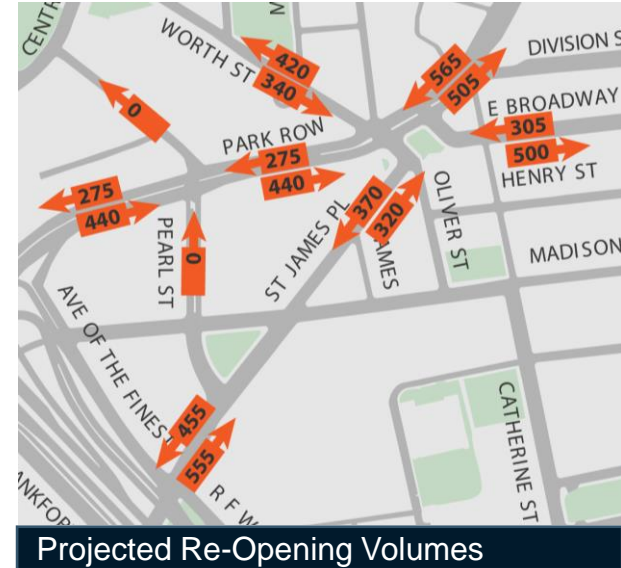 CENTR
WORTH ST
N
420
340
565
505
DIVISION S
0
PARK ROW
E BROADWAY
305
500
275
440
HENRY ST
275
440
PEARL ST
0
ST JAMES PL
370
320
JAMES
OLIVER ST
MADISON
AVE OF THE FINEST
CATHERINE ST
455
555
ANKFOR
R F W
Projected Re-Opening Volumes